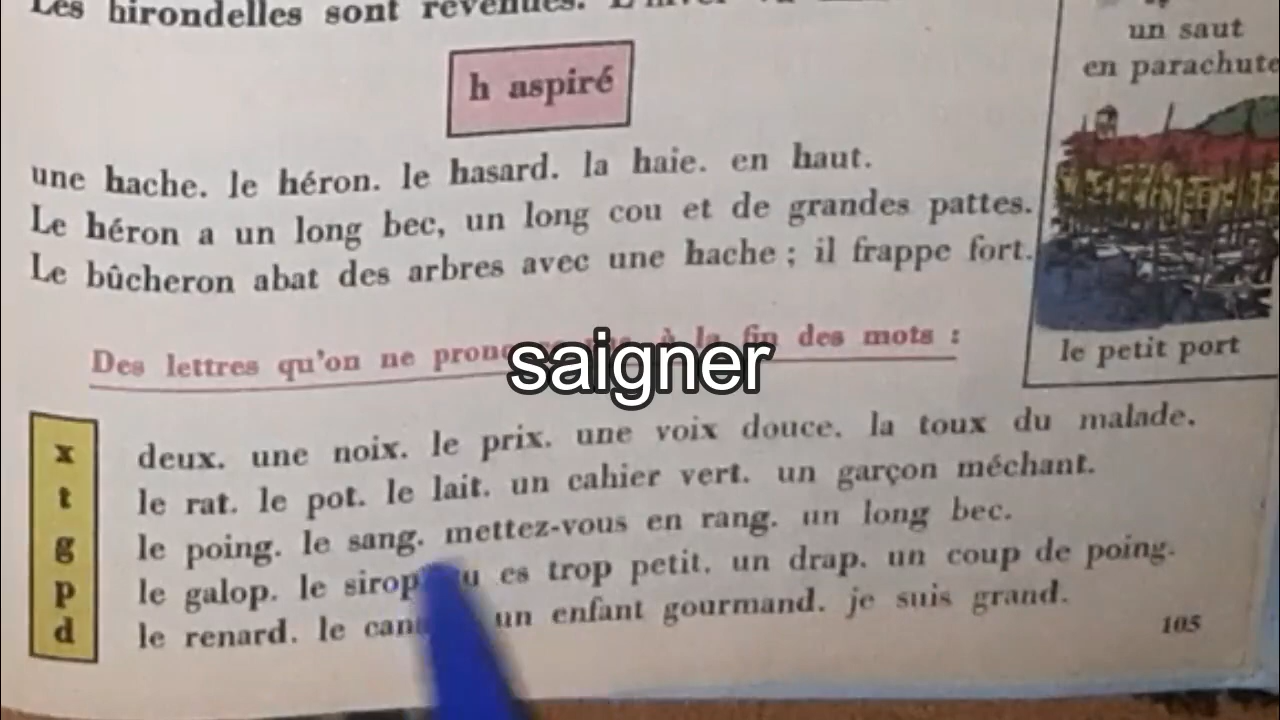 Les hirondelles sont revenues.
un saut
en parachute
h aspiré
une hache. le héron. le hasard. la haie. en haut.
Le héron a un long bec, un long cou et de grandes pattes.
Le bûcheron abat des arbres avec une hache ; il frappe fort.
le petit port
Des lettres qu'on ne à la fin des mots :
saigner
x deux. une noix. le prix. une voix douce. la toux du malade.
t le rat. le pot. le lait. un cahier vert. un garçon méchant.
g le poing. le sang. mettez-vous en rang. un long bec.
p le galop. le sirop es trop petit. un drap. un coup de poing.
d le renard. le un enfant gourmand. je suis grand.
105